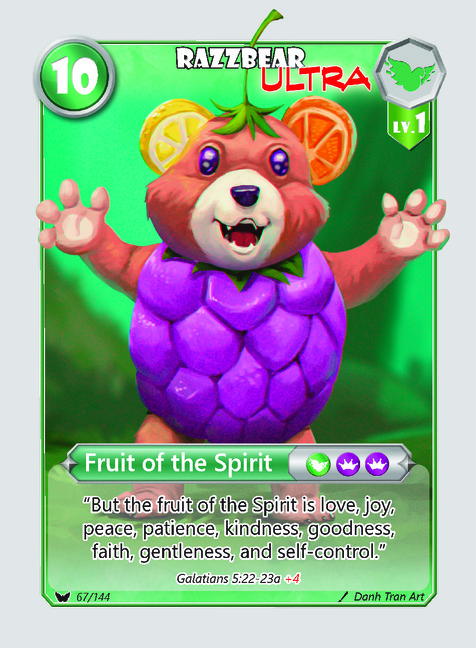 10
RAZZBEAR
ULTRA
LV.1
Fruit of the Spirit
“But the fruit of the Spirit is love, joy,
peace, patience, kindness, goodness,
faith, gentleness, and self-control.”
Galatians 5:22-23a +4
67/144
Danh Tran Art